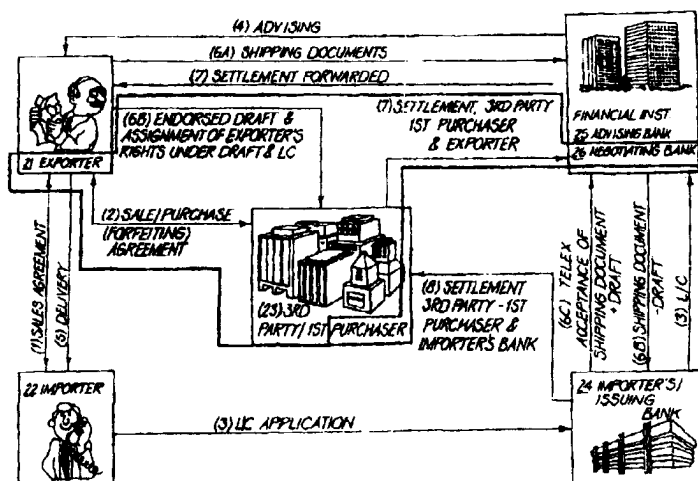 (4) ADVISING
(6A) SHIPPING DOCUMENTS
(7) SETTLEMENT FORWARDED
(6B) ENDORSED DRAFT &
ASSIGNMENT OF EXPORTER'S
RIGHTS UNDER DRAFT & LC
(7) SETTLEMENT, 3RD PARTY
1ST PURCHASER
& EXPORTER
FINANCIAL INST.
25 ADVISING BANK
26 NEGOTIATING BANK
21 EXPORTER
(2) SALE/PURCHASE
(FORFEITING)
AGREEMENT
(1) SALES AGREEMENT
(5) DELIVERY
(23) 3RD
PARTY/1ST PURCHASER
(8) SETTLEMENT
3RD PARTY - 1ST
PURCHASER &
IMPORTER'S BANK
(6C) TELEX
ACCEPTANCE OF
SHIPPING DOCUMENT
+ DRAFT
(6B) SHIPPING DOCUMENT
-DRAFT
(3) L/C
22 IMPORTER
(3) L/C APPLICATION
24 IMPORTER'S/
ISSUING
BANK